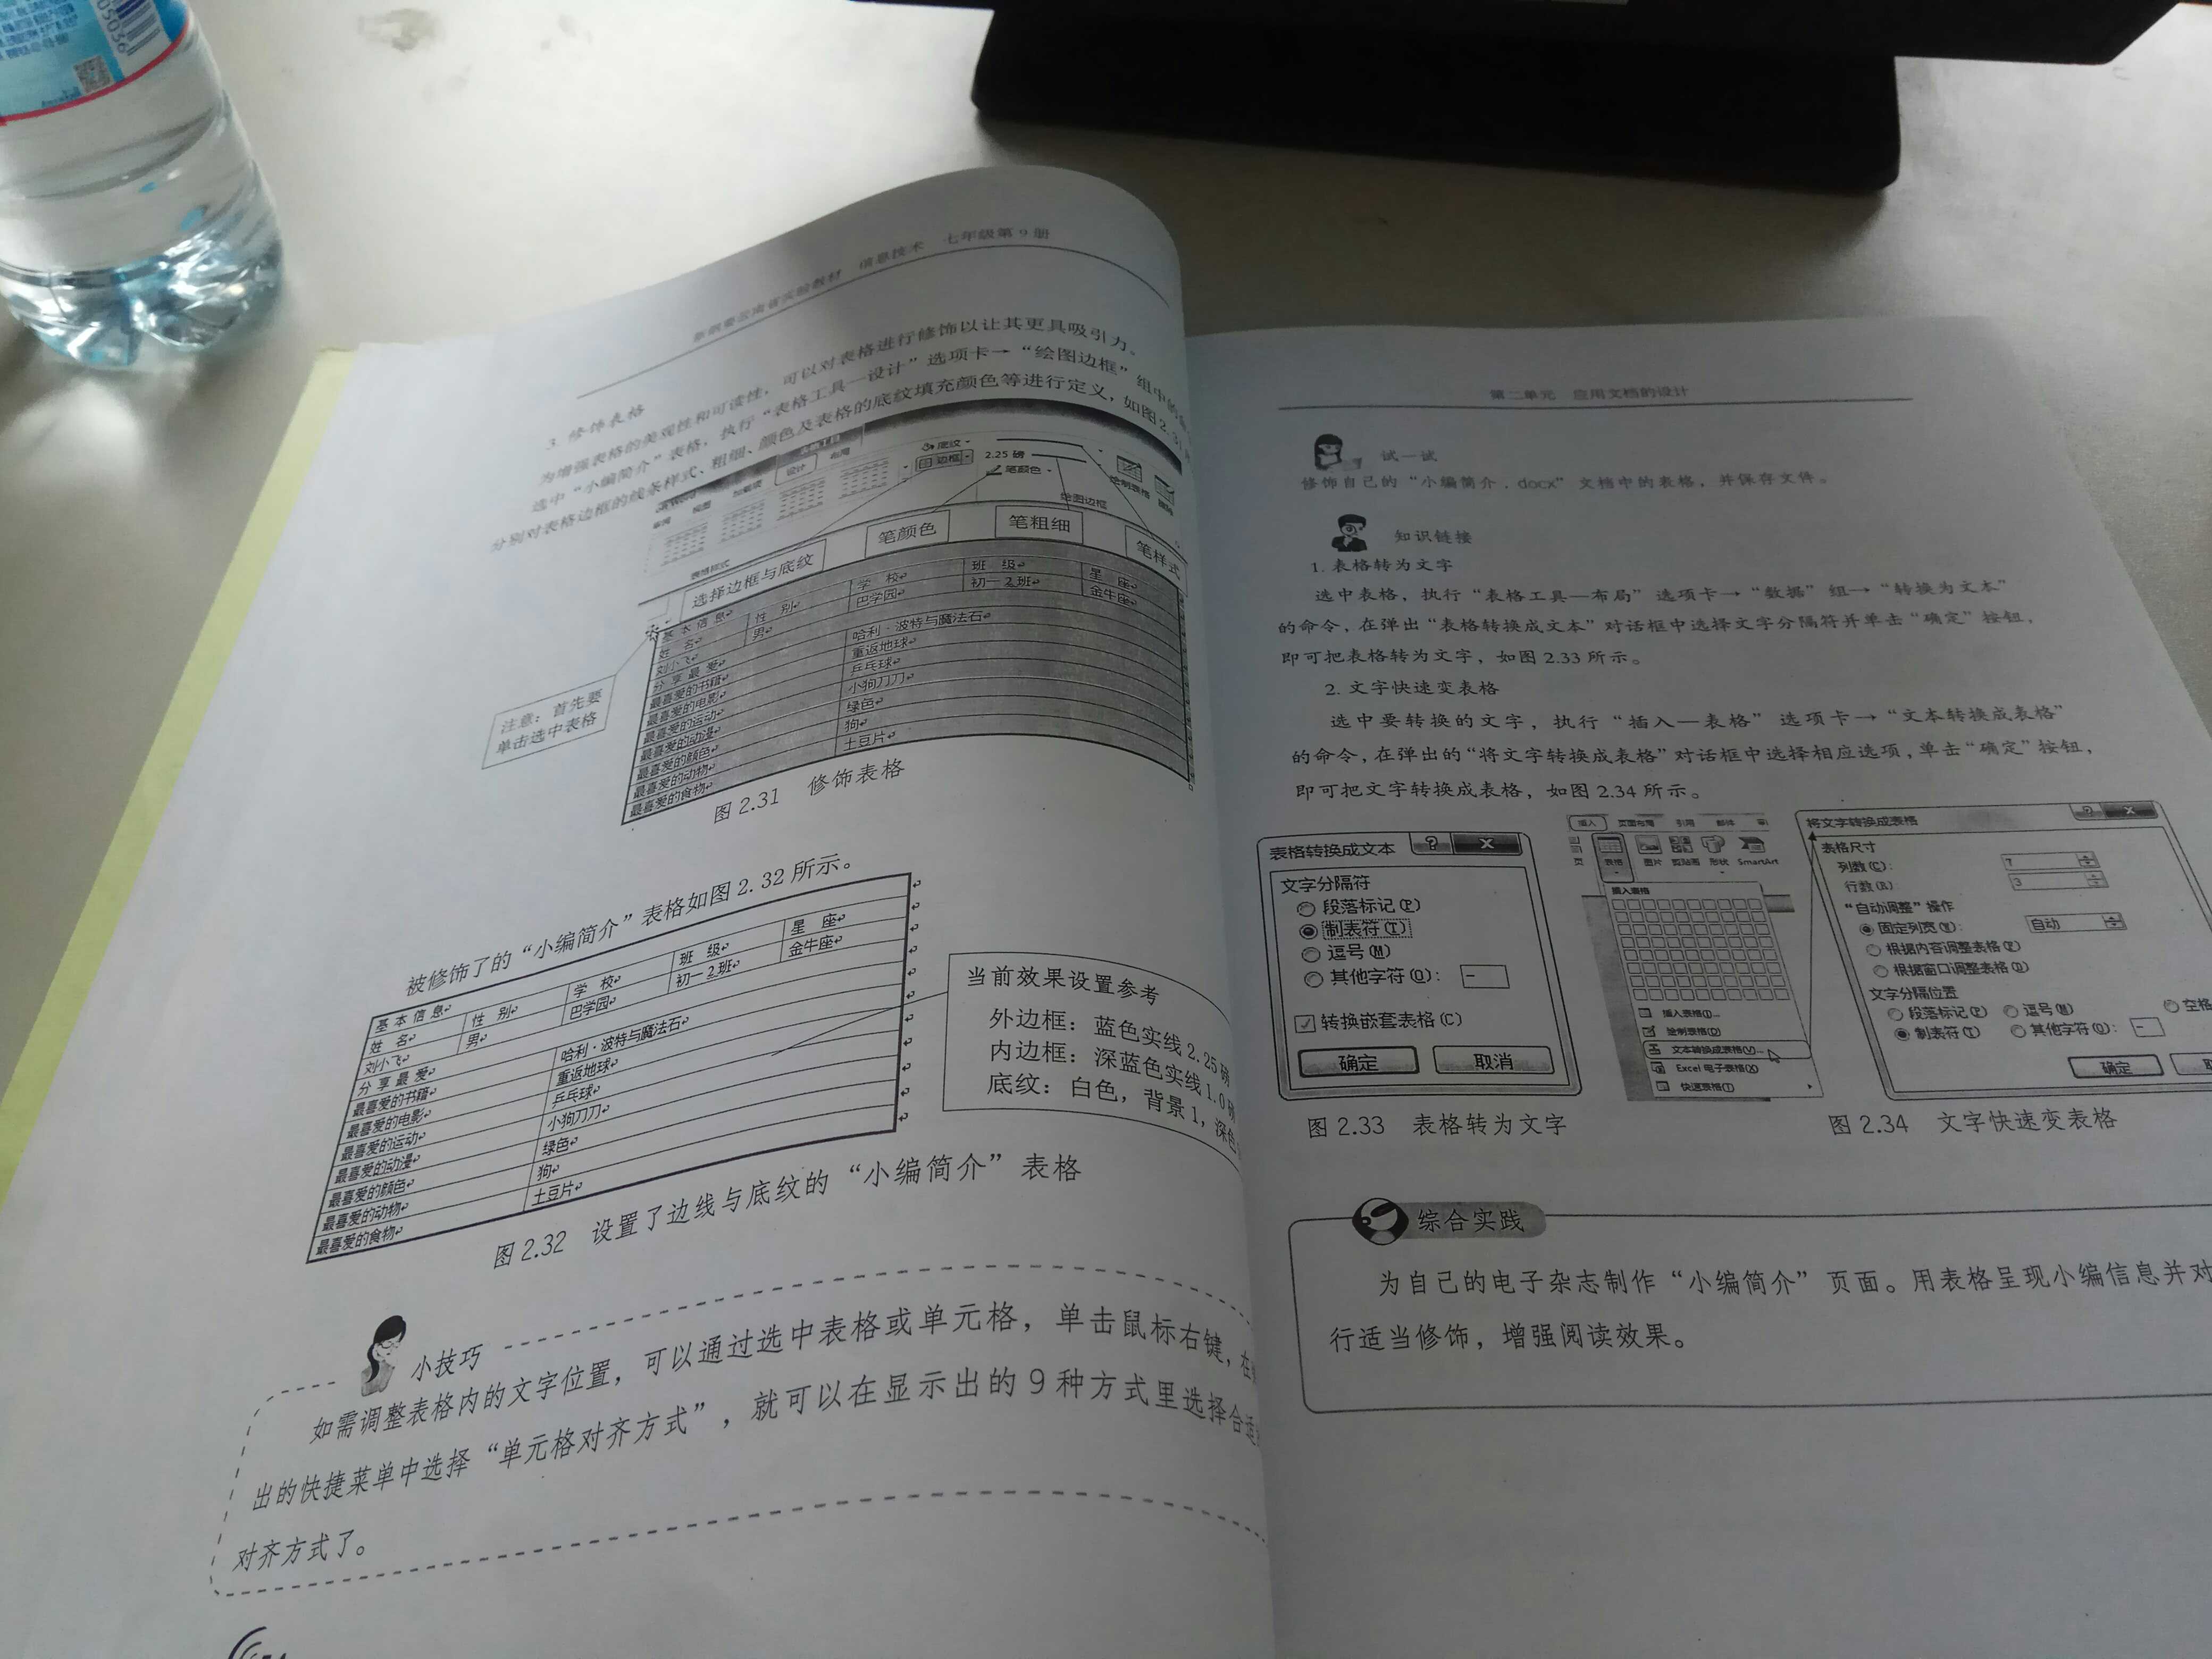 新纲要云南省实验教材 信息技术 七年级第9册
3. 修饰表格
为增强表格的美观性和可读性，可以对表格进行修饰以让其更具吸引力。
选中“小编简介”表格，执行“表格工具—设计”选项卡→“绘图边框”组中的
分别对表格边框的线条样式、粗细、颜色及表格的底纹填充颜色等进行定义，如图2.31
审阅 视图 加载项 设计 布局
底纹
边框
2.25 磅
笔颜色
绘制表格
表格样式
绘图边框
选择边框与底纹
笔颜色
笔粗细
笔样式
基 本 信 息
姓 名 性 别 学 校 班 级 星 座
刘小飞 男 巴学园 初一2班 金牛座
分 享 最 爱
最喜爱的书籍 哈利·波特与魔法石
最喜爱的电影 重返地球
最喜爱的运动 乒乓球
最喜爱的动漫 小狗刀刀
最喜爱的颜色 绿色
最喜爱的动物 狗
最喜爱的食物 土豆片
注意：首先要
单击选中表格
图 2.31 修饰表格
被修饰了的“小编简介”表格如图 2.32 所示。
基 本 信 息
姓 名 性 别 学 校 班 级 星 座
刘小飞 男 巴学园 初一2班 金牛座
分 享 最 爱
最喜爱的书籍 哈利·波特与魔法石
最喜爱的电影 重返地球
最喜爱的运动 乒乓球
最喜爱的动漫 小狗刀刀
最喜爱的颜色 绿色
最喜爱的动物 狗
最喜爱的食物 土豆片
当前效果设置参考
外边框：蓝色实线 2.25 磅
内边框：深蓝色实线 1.0 磅
底纹：白色，背景 1，深色
图 2.32 设置了边线与底纹的“小编简介”表格
小技巧
如需调整表格内的文字位置，可以通过选中表格或单元格，单击鼠标右键，在
出的快捷菜单中选择“单元格对齐方式”，就可以在显示出的 9 种方式里选择合适
对齐方式了。
第二单元 应用文档的设计
试一试
修饰自己的“小编简介．docx”文档中的表格，并保存文件。
知识链接
1. 表格转为文字
选中表格，执行“表格工具—布局”选项卡→“数据”组→“转换为文本”
的命令，在弹出“表格转换成文本”对话框中选择文字分隔符并单击“确定”按钮，
即可把表格转为文字，如图 2.33 所示。
2. 文字快速变表格
选中要转换的文字，执行“插入—表格”选项卡→“文本转换成表格”
的命令，在弹出的“将文字转换成表格”对话框中选择相应选项，单击“确定”按钮，
即可把文字转换成表格，如图 2.34 所示。
表格转换成文本
文字分隔符
段落标记(P)
制表符(T)
逗号(M)
其他字符(O)： -
转换嵌套表格(C)
确定 取消
图 2.33 表格转为文字
插入 页面布局 引用 邮件 审
页 表格 图片 剪贴画 形状 SmartArt
插入表格
插入表格(I)...
绘制表格(D)
文本转换成表格(V)...
Excel 电子表格(X)
快速表格(T)
将文字转换成表格
表格尺寸
列数(C)： 7
行数(R)： 3
“自动调整”操作
固定列宽(W)： 自动
根据内容调整表格(F)
根据窗口调整表格(D)
文字分隔位置
段落标记(P) 逗号(M) 空格
制表符(T) 其他字符(O)： -
确定 取
图 2.34 文字快速变表格
综合实践
为自己的电子杂志制作“小编简介”页面。用表格呈现小编信息并对
行适当修饰，增强阅读效果。